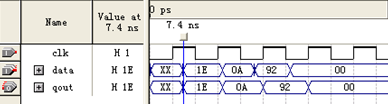 Name Value at 7.4 ns 0 ps
7.4 ns
clk H 1
data H 1E XX 1E 0A 92 00
qout H 1E XX 1E 0A 92 00